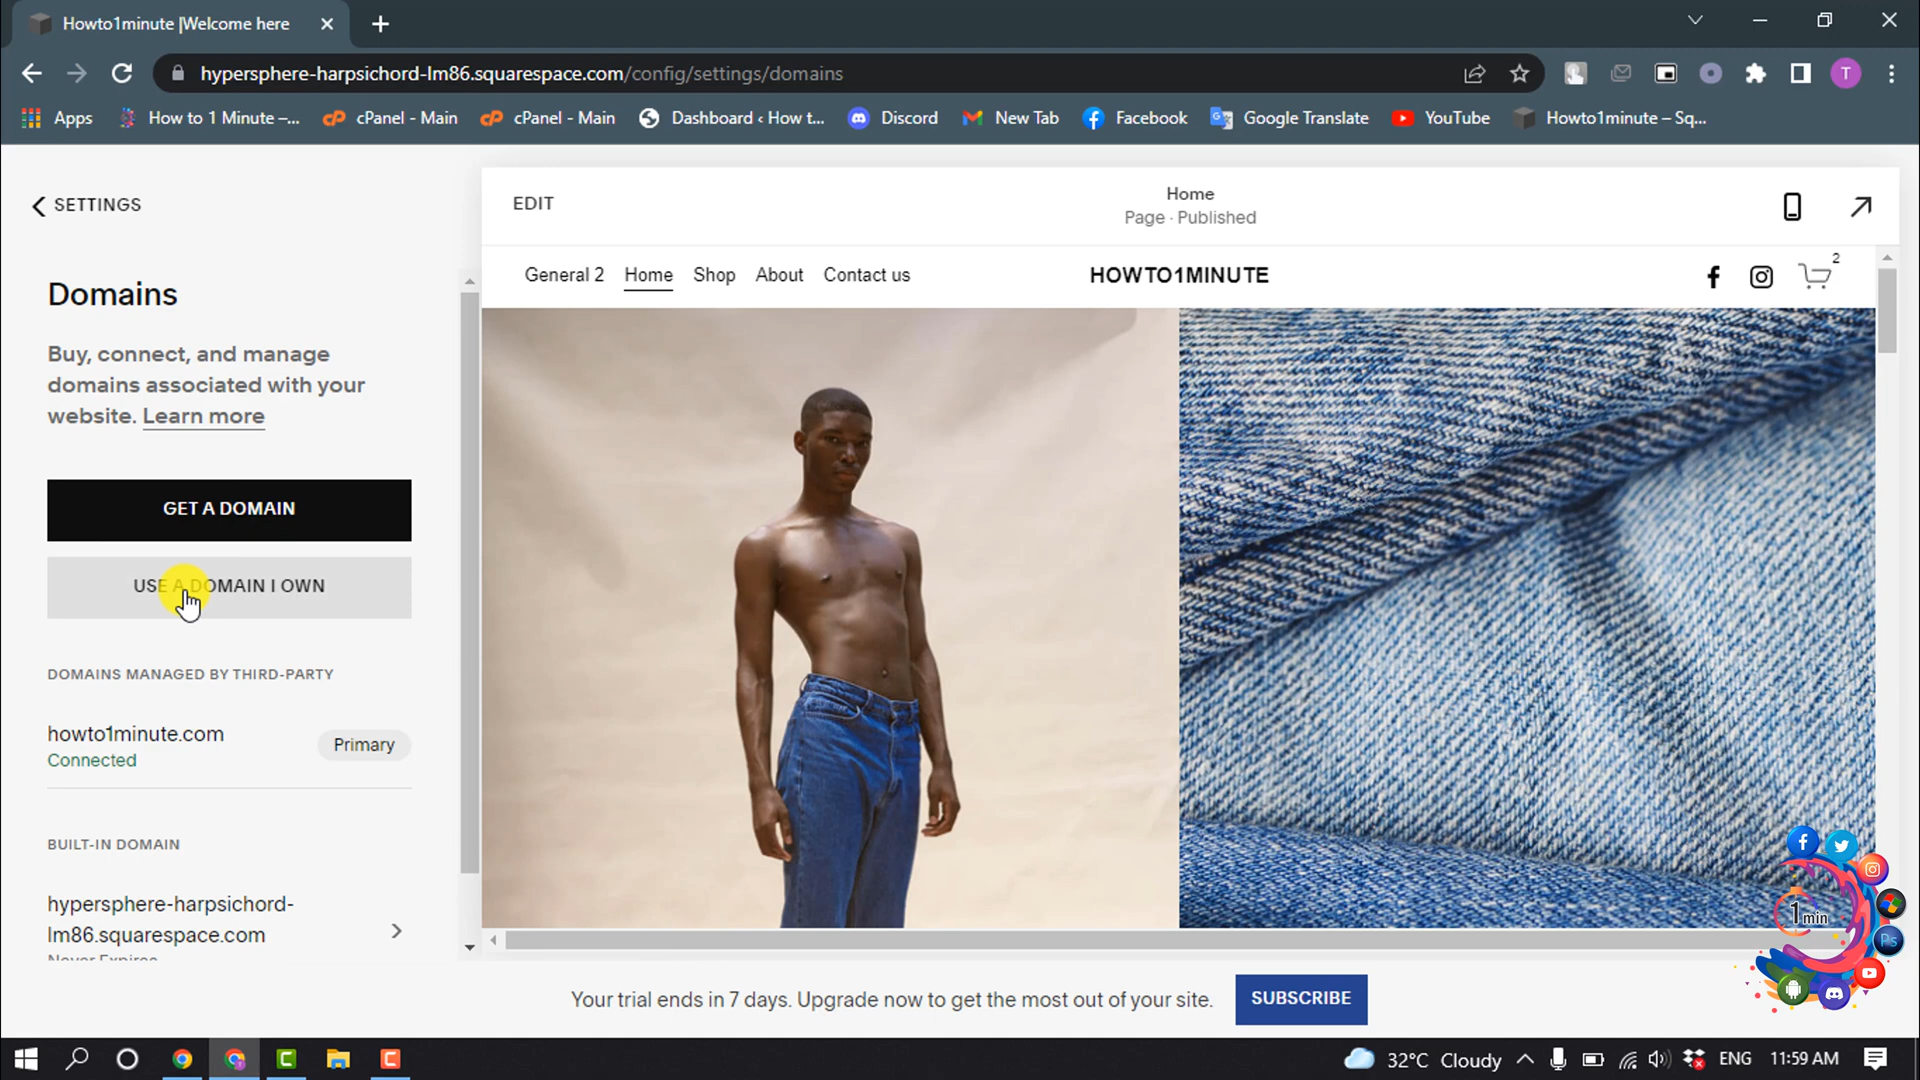 Howto1minute |Welcome here
hypersphere-harpsichord-lm86.squarespace.com/config/settings/domains
T
Apps
How to 1 Minute –...
cPanel - Main
cPanel - Main
Dashboard ‹ How t...
Discord
New Tab
Facebook
Google Translate
YouTube
Howto1minute – Sq...
SETTINGS
Domains
Buy, connect, and manage
domains associated with your
website. Learn more
GET A DOMAIN
USE A DOMAIN I OWN
DOMAINS MANAGED BY THIRD-PARTY
howto1minute.com
Connected
Primary
BUILT-IN DOMAIN
hypersphere-harpsichord-
lm86.squarespace.com
Never Expires
EDIT
Home
Page · Published
General 2
Home
Shop
About
Contact us
HOWTO1MINUTE
2
1 min
Ps
Your trial ends in 7 days. Upgrade now to get the most out of your site.
SUBSCRIBE
32°C Cloudy
ENG
11:59 AM